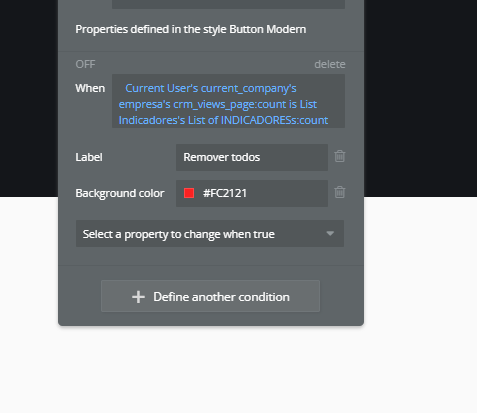 Properties defined in the style Button Modern
OFF delete
When Current User's current_company's
empresa's crm_views_page:count is List
Indicadores's List of INDICADORESs:count
Label Remover todos
Background color #FC2121
Select a property to change when true
Define another condition